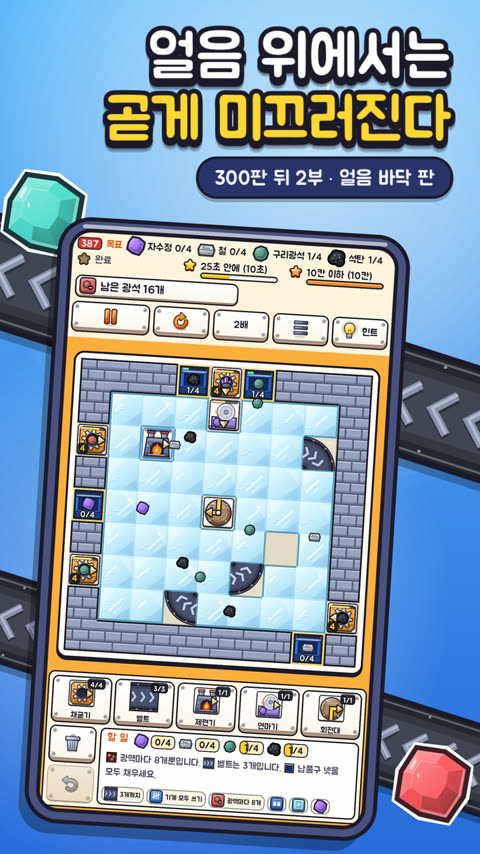 얼음 위에서는
곧게 미끄러진다
300판 뒤 2부 · 얼음 바닥 판
387 목표 자수정 0/4 철 0/4 구리광석 1/4 석탄 1/4
완료 25초 안에 (10초) 10칸 이하 (10칸)
남은 광석 16개
2배 힌트
1/4 4 1/4
4
0/4
4
4
0/4
4/4 3/3 1/1 1/1 1/1
채굴기 벨트 제련기 연마기 회전대
할 일 0/4 0/4 1/4 1/4
광맥마다 8개뿐입니다. 벨트는 3개입니다. 납품구 넷을
모두 채우세요.
3개까지 기계 모두 쓰기 광맥마다 8개